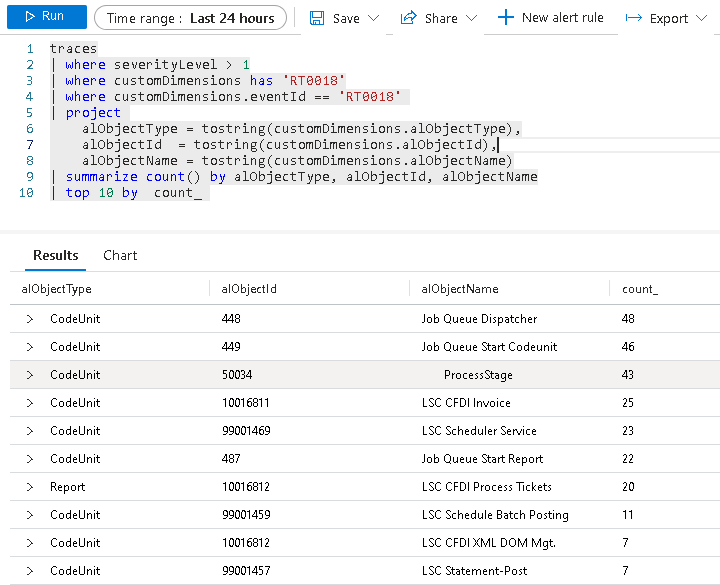 Run Time range : Last 24 hours Save Share New alert rule Export
1 traces
2 | where severityLevel > 1
3 | where customDimensions has 'RT0018'
4 | where customDimensions.eventId == 'RT0018'
5 | project
6 alObjectType = tostring(customDimensions.alObjectType),
7 alObjectId = tostring(customDimensions.alObjectId),
8 alObjectName = tostring(customDimensions.alObjectName)
9 | summarize count() by alObjectType, alObjectId, alObjectName
10 | top 10 by count_
Results Chart
alObjectType alObjectId alObjectName count_
> CodeUnit 448 Job Queue Dispatcher 48
> CodeUnit 449 Job Queue Start Codeunit 46
> CodeUnit 50034 ProcessStage 43
> CodeUnit 10016811 LSC CFDI Invoice 25
> CodeUnit 99001469 LSC Scheduler Service 23
> CodeUnit 487 Job Queue Start Report 22
> Report 10016812 LSC CFDI Process Tickets 20
> CodeUnit 99001459 LSC Schedule Batch Posting 11
> CodeUnit 10016812 LSC CFDI XML DOM Mgt. 7
> CodeUnit 99001457 LSC Statement-Post 7